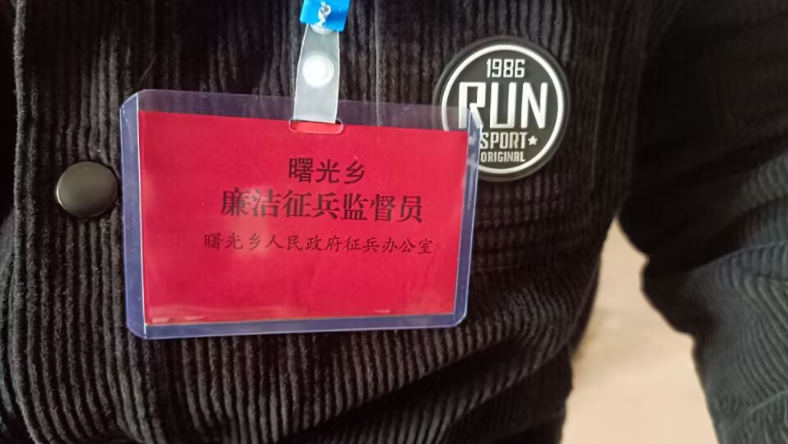 曙光乡
廉洁征兵监督员
曙光乡人民政府征兵办公室
1986
RUN
SPORT★
ORIGINAL